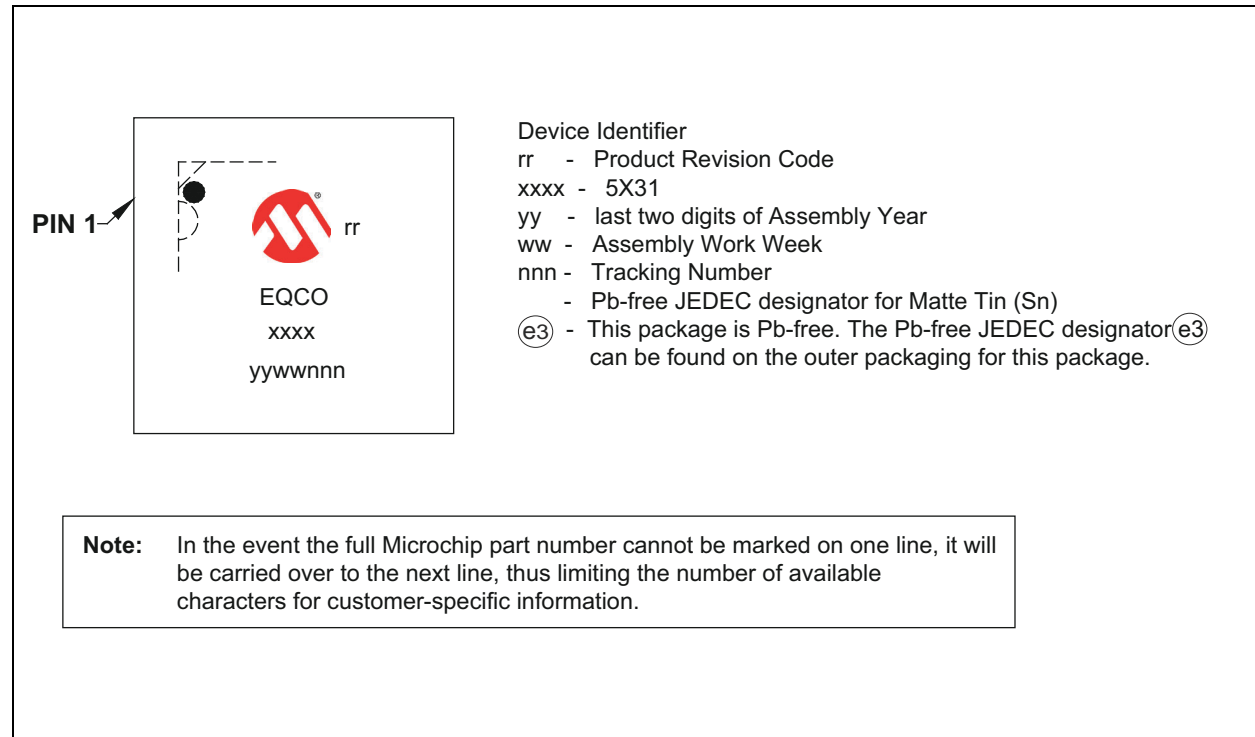 PIN 1
®
rr
EQCO
xxxx
yywwnnn
Device Identifier
rr - Product Revision Code
xxxx - 5X31
yy - last two digits of Assembly Year
ww - Assembly Work Week
nnn - Tracking Number
- Pb-free JEDEC designator for Matte Tin (Sn)
e3 - This package is Pb-free. The Pb-free JEDEC designator e3
can be found on the outer packaging for this package.
Note: In the event the full Microchip part number cannot be marked on one line, it will
be carried over to the next line, thus limiting the number of available
characters for customer-specific information.